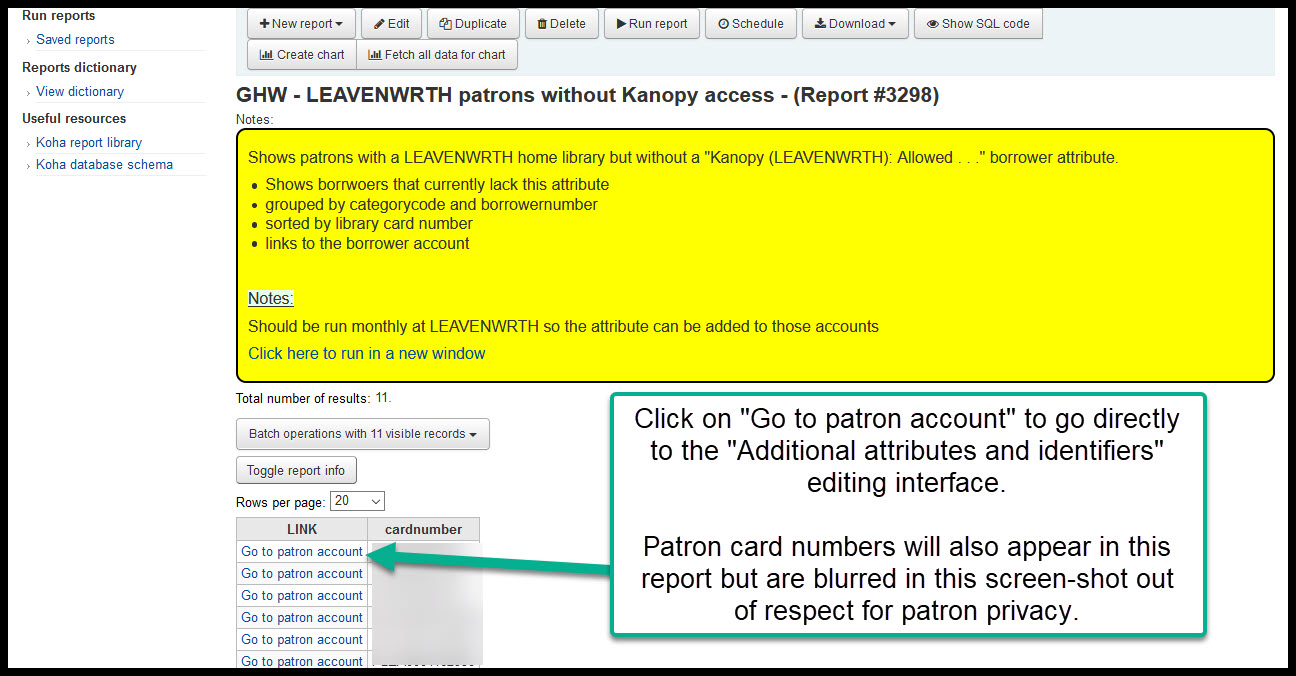 Run reports
Saved reports
Reports dictionary
View dictionary
Useful resources
Koha report library
Koha database schema
New report Edit Duplicate Delete Run report Schedule Download Show SQL code
Create chart Fetch all data for chart
GHW - LEAVENWRTH patrons without Kanopy access - (Report #3298)
Notes:
Shows patrons with a LEAVENWRTH home library but without a "Kanopy (LEAVENWRTH): Allowed . . ." borrower attribute.
• Shows borrwoers that currently lack this attribute
• grouped by categorycode and borrowernumber
• sorted by library card number
• links to the borrower account
Notes:
Should be run monthly at LEAVENWRTH so the attribute can be added to those accounts
Click here to run in a new window
Total number of results: 11.
Batch operations with 11 visible records
Toggle report info
Rows per page: 20
LINK cardnumber
Go to patron account
Go to patron account
Go to patron account
Go to patron account
Go to patron account
Go to patron account
Click on "Go to patron account" to go directly
to the "Additional attributes and identifiers"
editing interface.
Patron card numbers will also appear in this
report but are blurred in this screen-shot out
of respect for patron privacy.